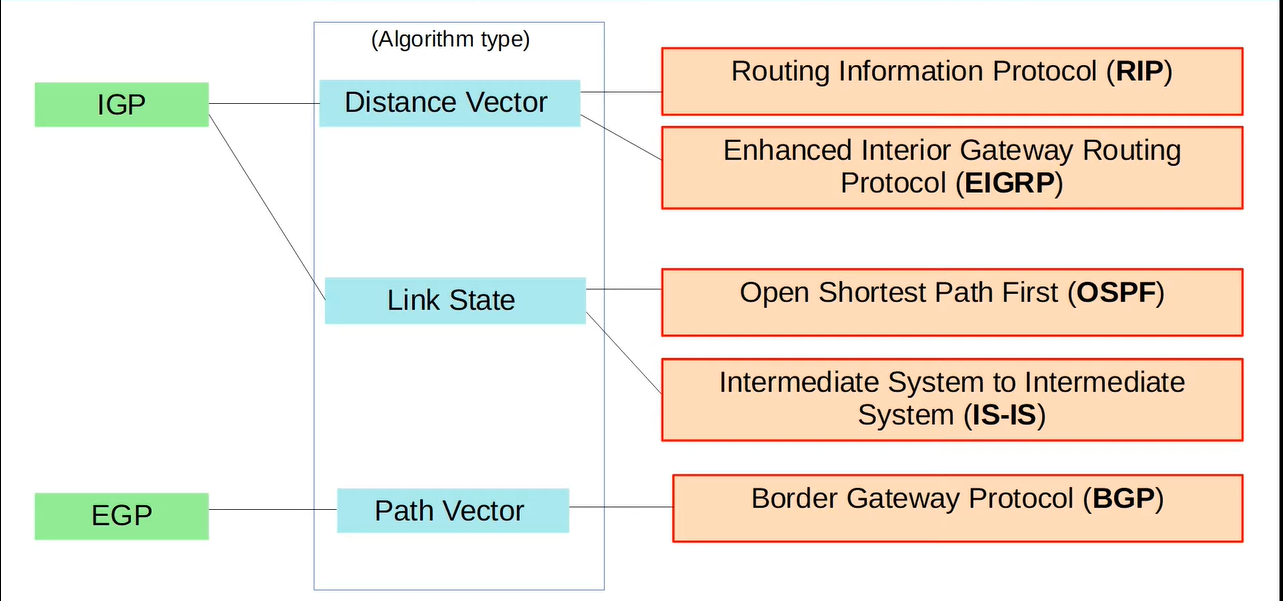 (Algorithm type)
IGP
Distance Vector
Routing Information Protocol (RIP)
Enhanced Interior Gateway Routing
Protocol (EIGRP)
Link State
Open Shortest Path First (OSPF)
Intermediate System to Intermediate
System (IS-IS)
EGP
Path Vector
Border Gateway Protocol (BGP)